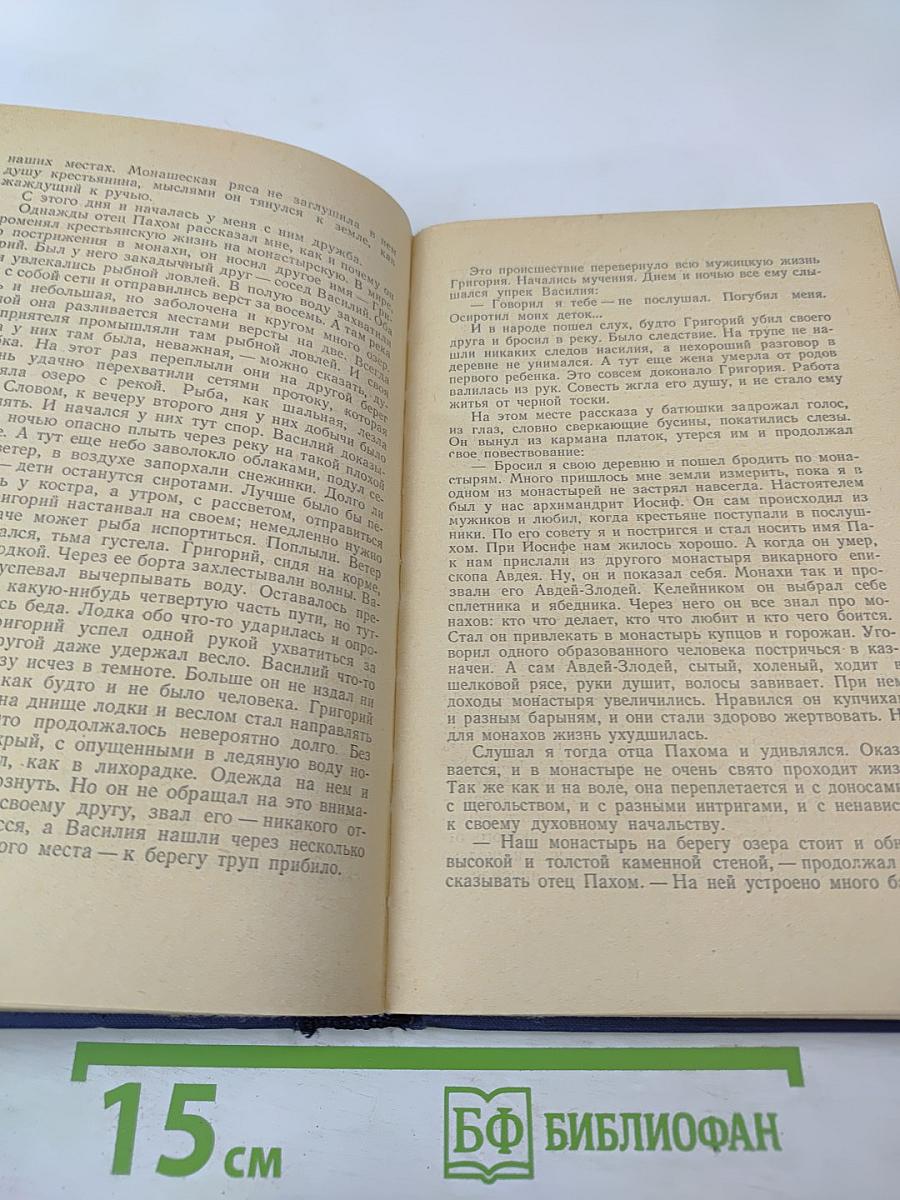 наших местах. Монашеская ряса не заглушила в нем
душу крестьянина, мыслями он тянулся к земле, как
жаждущий к ручью.
С этого дня и началась у меня с ним дружба.
Однажды отец Пахом рассказал мне, как и почему он
променял крестьянскую жизнь на монастырскую. В мире,
пострижения в монахи, он носил другое имя — Гри-
рий. Был у него закадычный друг — сосед Василий. Оба
увлекались рыбной ловлей. В полую воду захватили
с собой сети и отправились верст за восемь. А там река
и небольшая, но заболочена и кругом много озер.
ной она разливается местами версты на две. Всегда
приятеля промышляли там рыбной ловлей. И своя
у них там была, неважная, — можно сказать, ду-
бка. На этот раз переплыли они на другой берег
нь удачно перехватили сетями протоку, которая
няла озеро с рекой. Рыба, как шальная, лезла
Словом, к вечеру второго дня у них добычи было
лять. И начался у них тут спор. Василий доказы-
ночью опасно плыть через реку на такой плохой
е. А тут еще небо заволокло облаками, подул се-
ветер, в воздухе запорхали снежинки. Долго ли
— дети останутся сиротами. Лучше было бы пе-
ь у костра, а утром, с рассветом, отправиться
ригорий настаивал на своем; немедленно нужно
аче может рыба испортиться. Поплыли. Ветер
ался, тьма густела. Григорий, сидя на корме,
одкой. Через ее борта захлестывали волны. Ва-
успевал вычерпывать воду. Оставалось пре-
какую-нибудь четвертую часть пути, но тут-
сь беда. Лодка обо что-то ударилась и опро-
ригорий успел одной рукой ухватиться за
ругой даже удержал весло. Василий что-то
зу исчез в темноте. Больше он не издал ни
как будто и не было человека. Григорий
на днище лодки и веслом стал направлять
то продолжалось невероятно долго. Без
крый, с опущенными в ледяную воду но-
л, как в лихорадке. Одежда на нем и
рзнуть. Но он не обращал на это внима-
своему другу, звал его — никакого от-
сся, а Василия нашли через несколько
ого места — к берегу труп прибило.
Это происшествие перевернуло всю мужицкую жизнь
Григория. Начались мучения. Днем и ночью все ему слы-
шался упрек Василия:
— Говорил я тебе — не послушал. Погубил меня.
Осиротил моих деток...
И в народе пошел слух, будто Григорий убил своего
друга и бросил в реку. Было следствие. На трупе не на-
шли никаких следов насилия, а нехороший разговор в
деревне не унимался. А тут еще жена умерла от родов
первого ребенка. Это совсем доконало Григория. Работа
валилась из рук. Совесть жгла его душу, и не стало ему
житья от черной тоски.
На этом месте рассказа у батюшки задрожал голос,
из глаз, словно сверкающие бусины, покатились слезы.
Он вынул из кармана платок, утерся им и продолжал
свое повествование:
— Бросил я свою деревню и пошел бродить по мона-
стырям. Много пришлось мне земли измерить, пока я в
одном из монастырей не застрял навсегда. Настоятелем
был у нас архимандрит Иосиф. Он сам происходил из
мужиков и любил, когда крестьяне поступали в послуш-
ники. По его совету я и постригся и стал носить имя Па-
хом. При Иосифе нам жилось хорошо. А когда он умер,
к нам прислали из другого монастыря викарного епи-
скопа Авдея. Ну, он и показал себя. Монахи так и про-
звали его Авдей-Злодей. Келейником он выбрал себе
сплетника и ябедника. Через него он все знал про мо-
нахов: кто что делает, кто что любит и кто чего боится.
Стал он привлекать в монастырь купцов и горожан. Уго-
ворил одного образованного человека постричься в каз-
начеи. А сам Авдей-Злодей, сытый, холеный, ходит в
шелковой рясе, руки душит, волосы завивает. При нем
доходы монастыря увеличились. Нравился он купчихам
и разным барыням, и они стали здорово жертвовать. Н
для монахов жизнь ухудшилась.
Слушал я тогда отца Пахома и удивлялся. Оказ
вается, и в монастыре не очень свято проходит жиз
Так же как и на воле, она переплетается и с доносами
с щегольством, и с разными интригами, и с ненавис
к своему духовному начальству.
— Наш монастырь на берегу озера стоит и обн
высокой и толстой каменной стеной, — продолжал
сказывать отец Пахом. — На ней устроено много ба
15 см
БФ БИБЛИОФАН